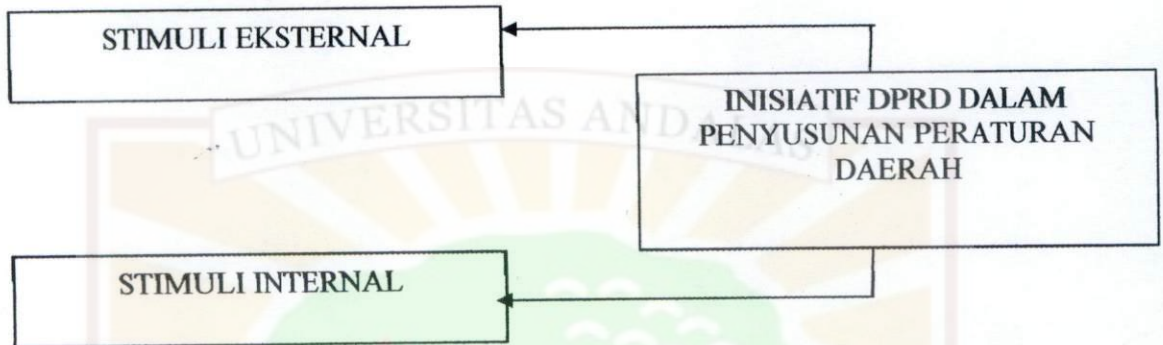 STIMULI EKSTERNAL
UNIVERSITAS ANDALAS
INISIATIF DPRD DALAM
PENYUSUNAN PERATURAN
DAERAH
STIMULI INTERNAL